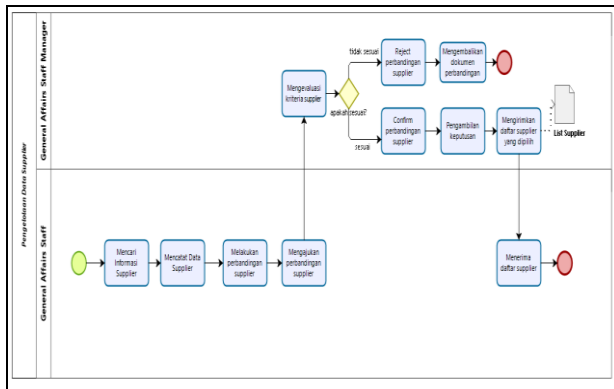 Pengelolaan Data Supplier
General Affairs Staff Manager
tidak sesuai
Reject
perbandingan
supplier
Mengembalikan
dokumen
perbandingan
Mengevaluasi
kriteria suppler
apakah sesuai?
sesuai
Confirm
perbandingan
supplier
Pengambilan
keputusan
Mengirimkan
daftar supplier
yang dipilih
List Supplier
General Affairs Staff
Mencari
Informasi
Supplier
Mencatat Data
Supplier
Melakukan
perbandingan
supplier
Mengajukan
perbandingan
supplier
Menerima
daftar supplier